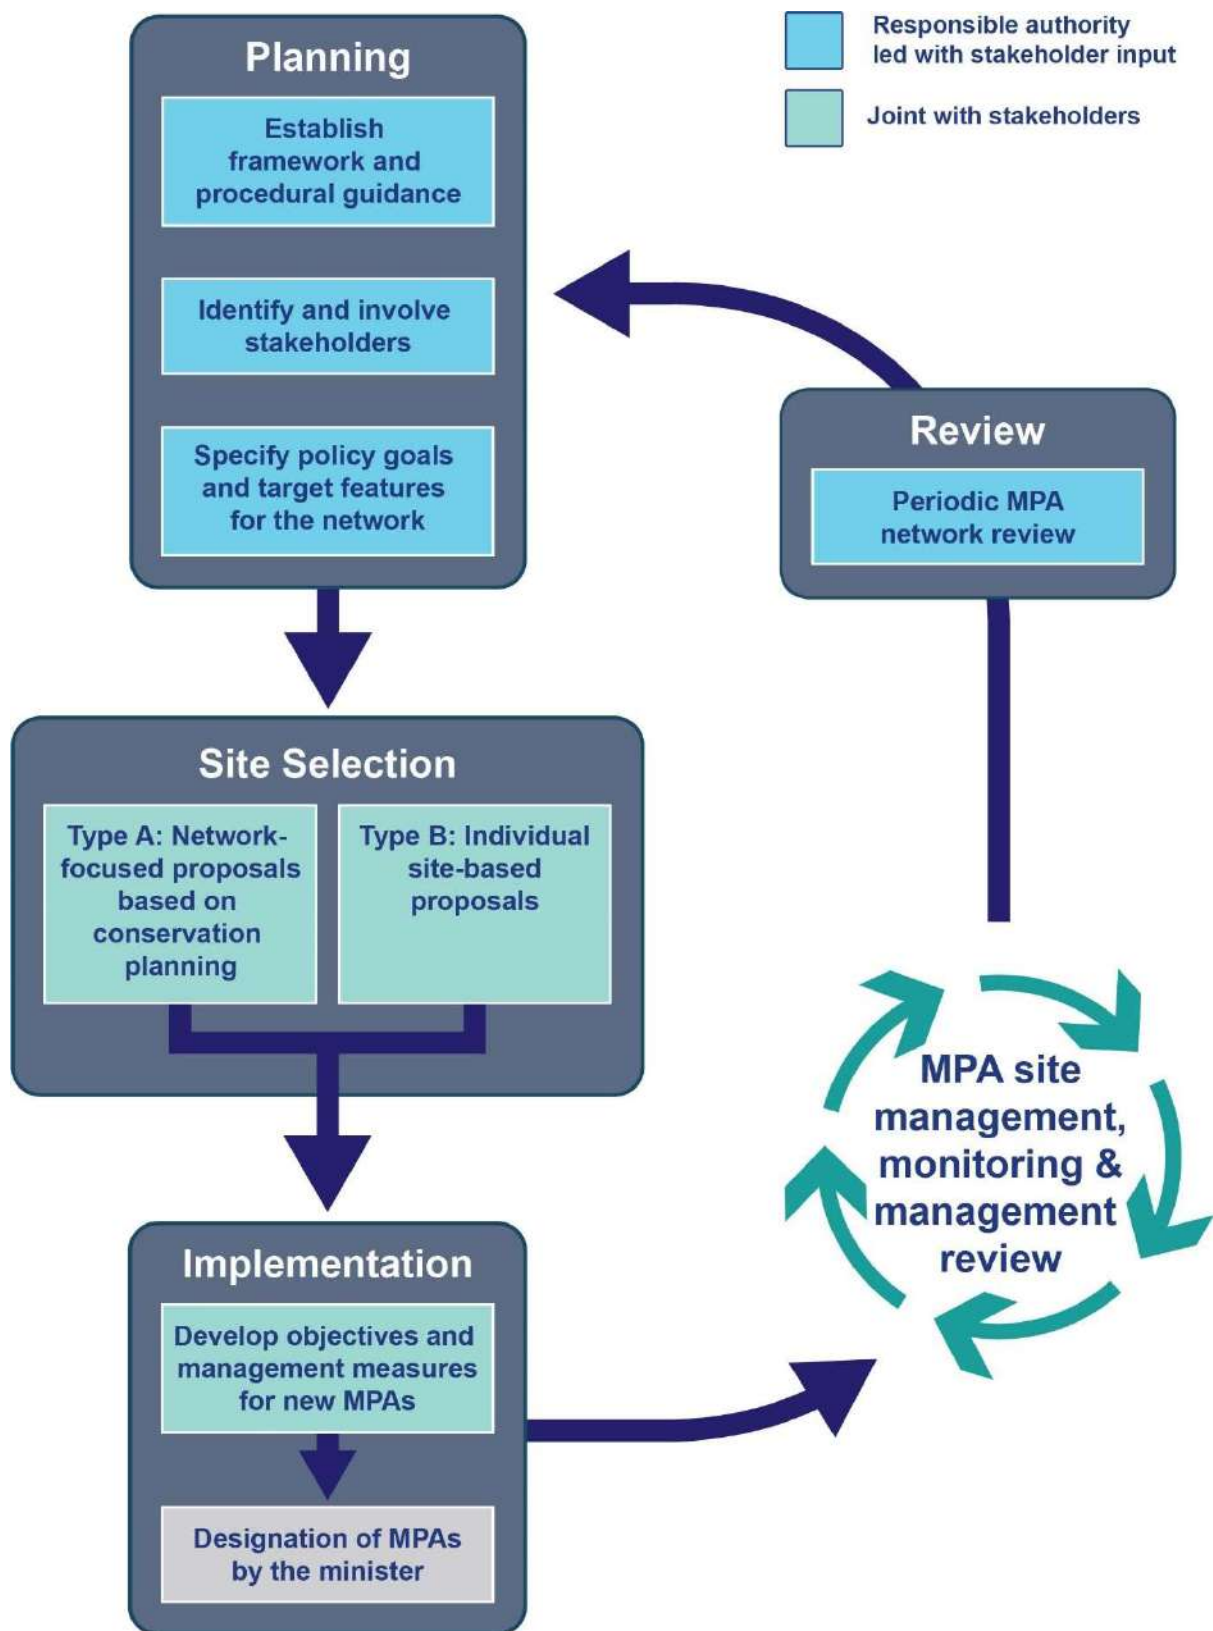 Planning
Establish
framework and
procedural guidance
Identify and involve
stakeholders
Specify policy goals
and target features
for the network
Responsible authority
led with stakeholder input
Joint with stakeholders
Review
Periodic MPA
network review
Site Selection
Type A: Network-
focused proposals
based on
conservation
planning
Type B: Individual
site-based
proposals
Implementation
Develop objectives and
management measures
for new MPAs
Designation of MPAs
by the minister
MPA site
management,
monitoring &
management
review